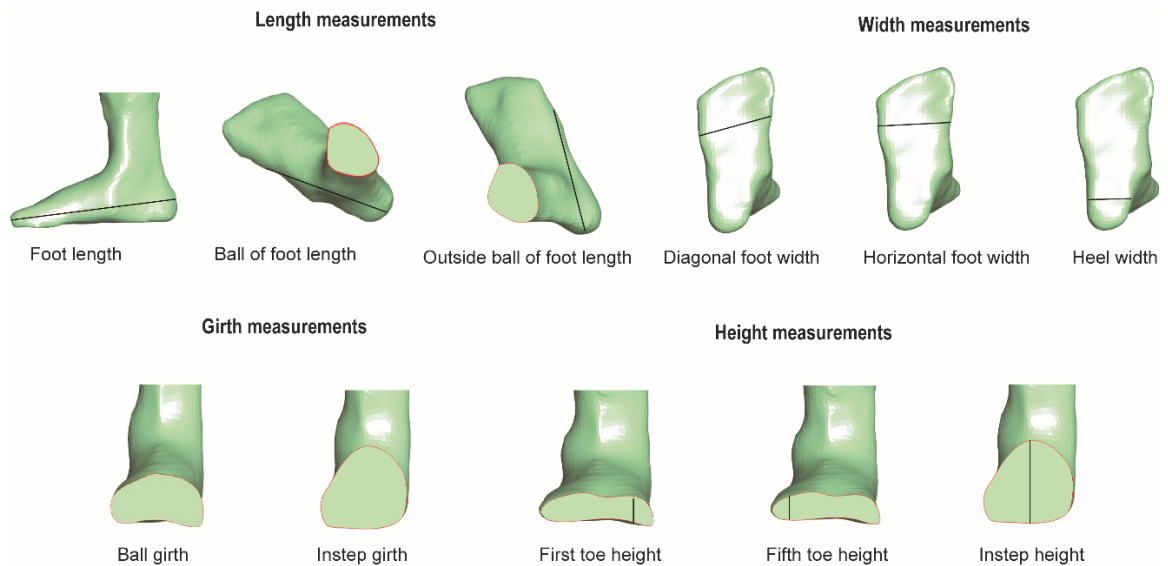 Length measurements
Width measurements
Foot length
Ball of foot length
Outside ball of foot length
Diagonal foot width
Horizontal foot width
Heel width
Girth measurements
Height measurements
Ball girth
Instep girth
First toe height
Fifth toe height
Instep height